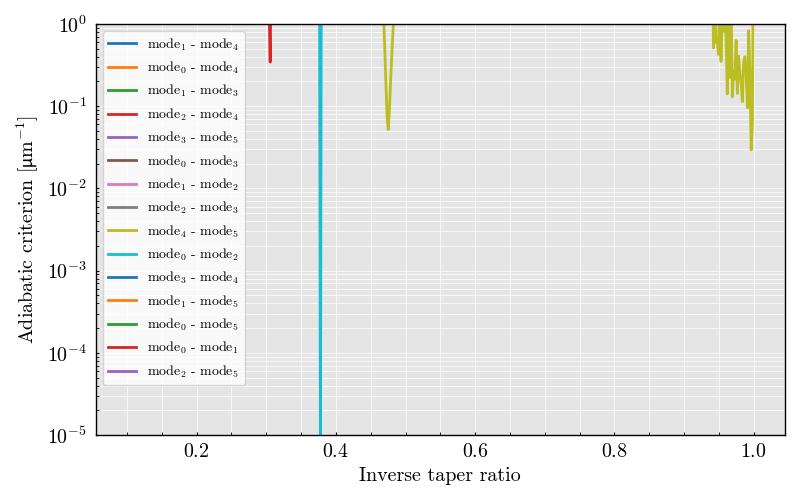 Adiabatic criterion [μm⁻¹]
10⁰
10⁻¹
10⁻²
10⁻³
10⁻⁴
10⁻⁵
mode₁ - mode₄
mode₀ - mode₄
mode₁ - mode₃
mode₂ - mode₄
mode₃ - mode₅
mode₀ - mode₃
mode₁ - mode₂
mode₂ - mode₃
mode₄ - mode₅
mode₀ - mode₂
mode₃ - mode₄
mode₁ - mode₅
mode₀ - mode₅
mode₀ - mode₁
mode₂ - mode₅
0.2 0.4 0.6 0.8 1.0
Inverse taper ratio